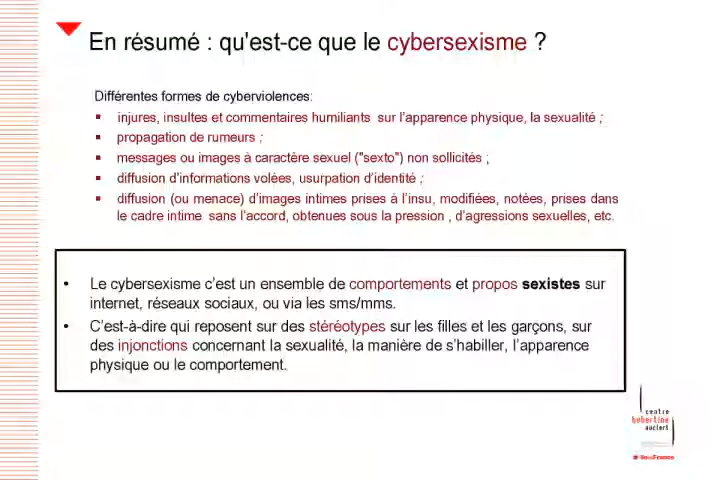 En résumé : qu'est-ce que le cybersexisme ?
Différentes formes de cyberviolences:
▪ injures, insultes et commentaires humiliants sur l'apparence physique, la sexualité ;
▪ propagation de rumeurs ;
▪ messages ou images à caractère sexuel ("sexto") non sollicités ;
▪ diffusion d'informations volées, usurpation d'identité ;
▪ diffusion (ou menace) d'images intimes prises à l'insu, modifiées, notées, prises dans
le cadre intime sans l'accord, obtenues sous la pression , d'agressions sexuelles, etc.
• Le cybersexisme c'est un ensemble de comportements et propos sexistes sur
internet, réseaux sociaux, ou via les sms/mms.
• C'est-à-dire qui reposent sur des stéréotypes sur les filles et les garçons, sur
des injonctions concernant la sexualité, la manière de s'habiller, l'apparence
physique ou le comportement.
centre
hubertine
auclert
îledeFrance